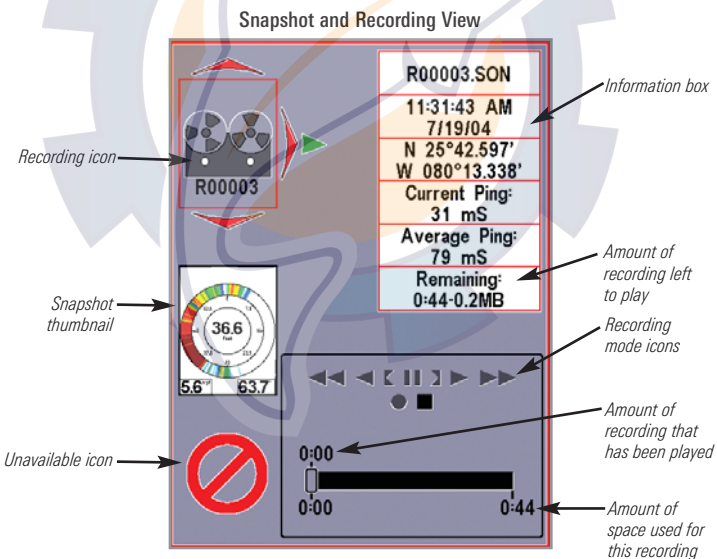 Snapshot and Recording View
R00003.SON
11:31:43 AM
7/19/04
N 25°42.597'
W 080°13.338'
Current Ping:
31 mS
Average Ping:
79 mS
Remaining:
0:44-0.2MB
Information box
Recording icon
R00003
Amount of
recording left
to play
Snapshot
thumbnail
36.6
Feet
5.6
63.7
Recording
mode icons
Amount of
recording that
has been played
Unavailable icon
0:00
0:00
0:44
Amount of
space used for
this recording